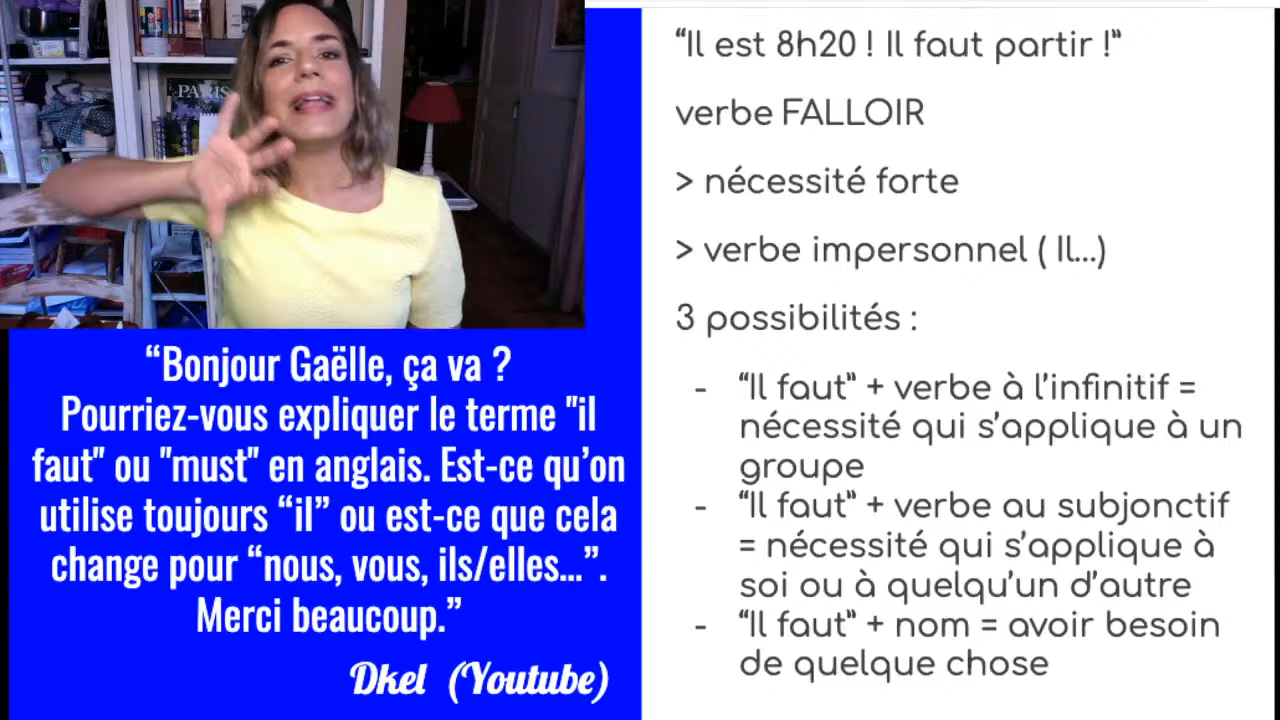 PARIS
“Bonjour Gaëlle, ça va ?
Pourriez-vous expliquer le terme "il
faut" ou "must" en anglais. Est-ce qu’on
utilise toujours “il” ou est-ce que cela
change pour “nous, vous, ils/elles...”.
Merci beaucoup.”
Dkel (Youtube)
“Il est 8h20 ! Il faut partir !”
verbe FALLOIR
> nécessité forte
> verbe impersonnel ( Il...)
3 possibilités :
- “Il faut” + verbe à l’infinitif =
nécessité qui s’applique à un
groupe
- “Il faut” + verbe au subjonctif
= nécessité qui s’applique à
soi ou à quelqu’un d’autre
- “Il faut” + nom = avoir besoin
de quelque chose